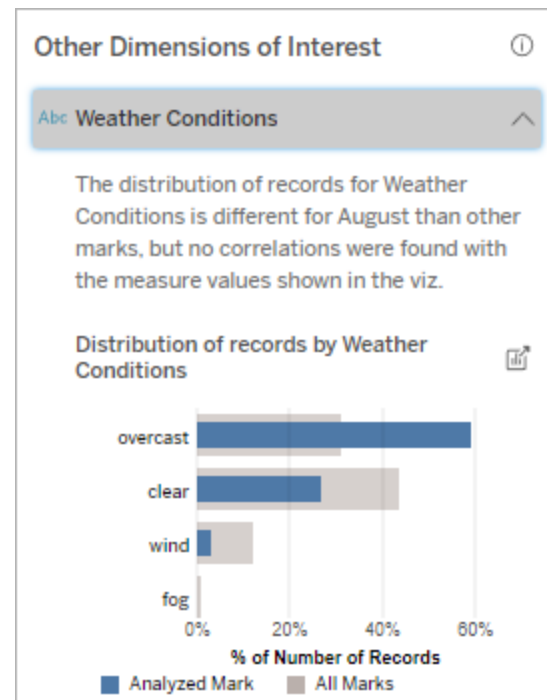 Other Dimensions of Interest
Abc Weather Conditions
The distribution of records for Weather
Conditions is different for August than other
marks, but no correlations were found with
the measure values shown in the viz.
Distribution of records by Weather
Conditions
overcast
clear
wind
fog
0% 20% 40% 60%
% of Number of Records
Analyzed Mark All Marks